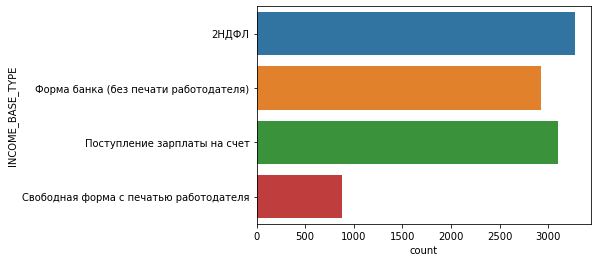 INCOME_BASE_TYPE
2НДФЛ
Форма банка (без печати работодателя)
Поступление зарплаты на счет
Свободная форма с печатью работодателя
0 500 1000 1500 2000 2500 3000
count